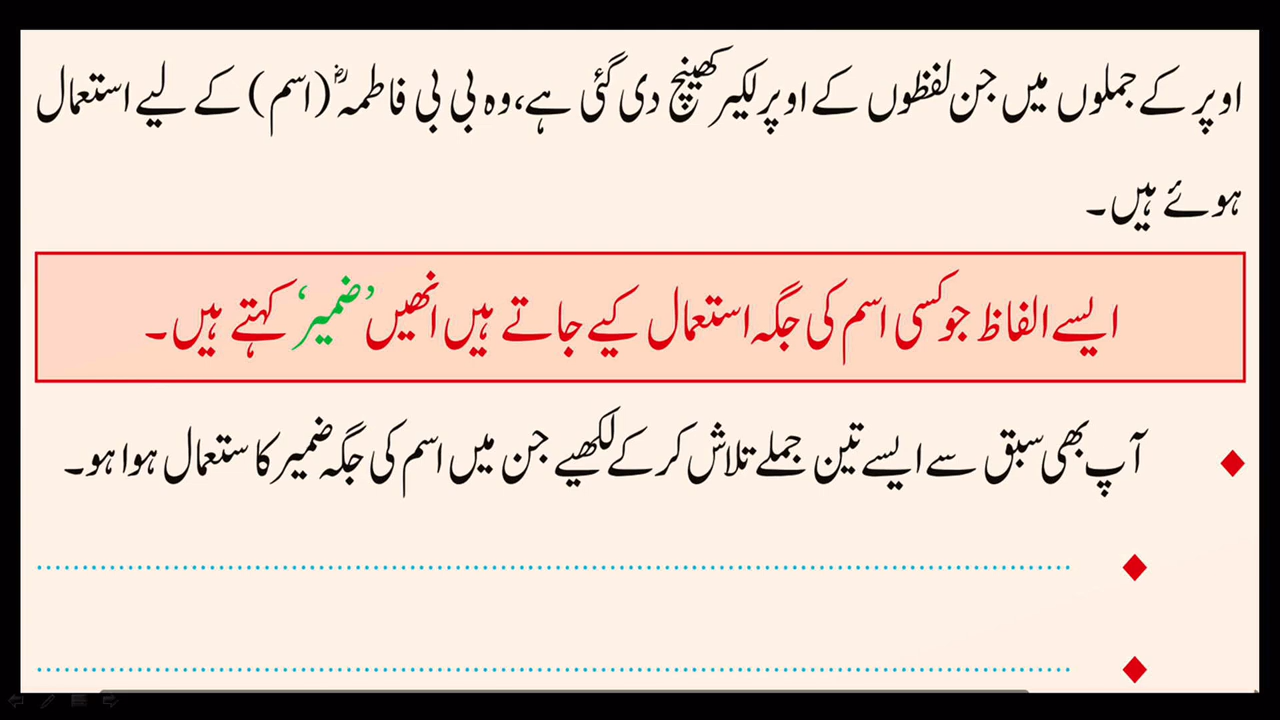 اوپر کے جملوں میں جن لفظوں کے اوپر لکیر کھینچ دی گئی ہے، وہ بی بی فاطمہؓ (اسم) کے لیے استعمال
ہوئے ہیں۔
ایسے الفاظ جو کسی اسم کی جگہ استعمال کیے جاتے ہیں انھیں ’ضمیر‘ کہتے ہیں۔
آپ بھی سبق سے ایسے تین جملے تلاش کر کے لکھیے جن میں اسم کی جگہ ضمیر کا ستعمال ہوا ہو۔